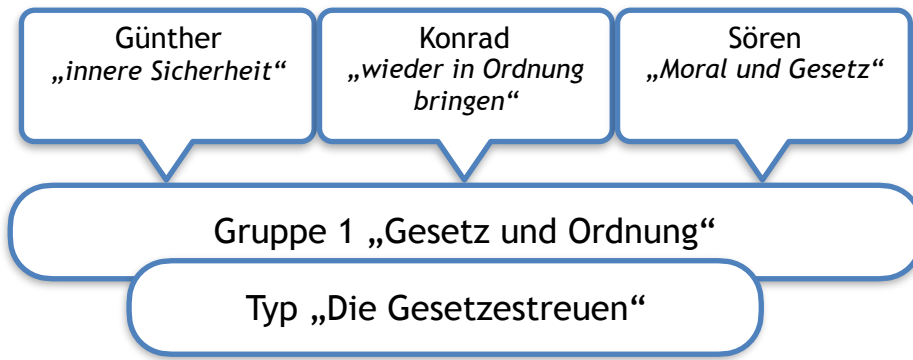 Günther
„innere Sicherheit“
Konrad
„wieder in Ordnung
bringen“
Sören
„Moral und Gesetz“
Gruppe 1 „Gesetz und Ordnung“
Typ „Die Gesetzestreuen“